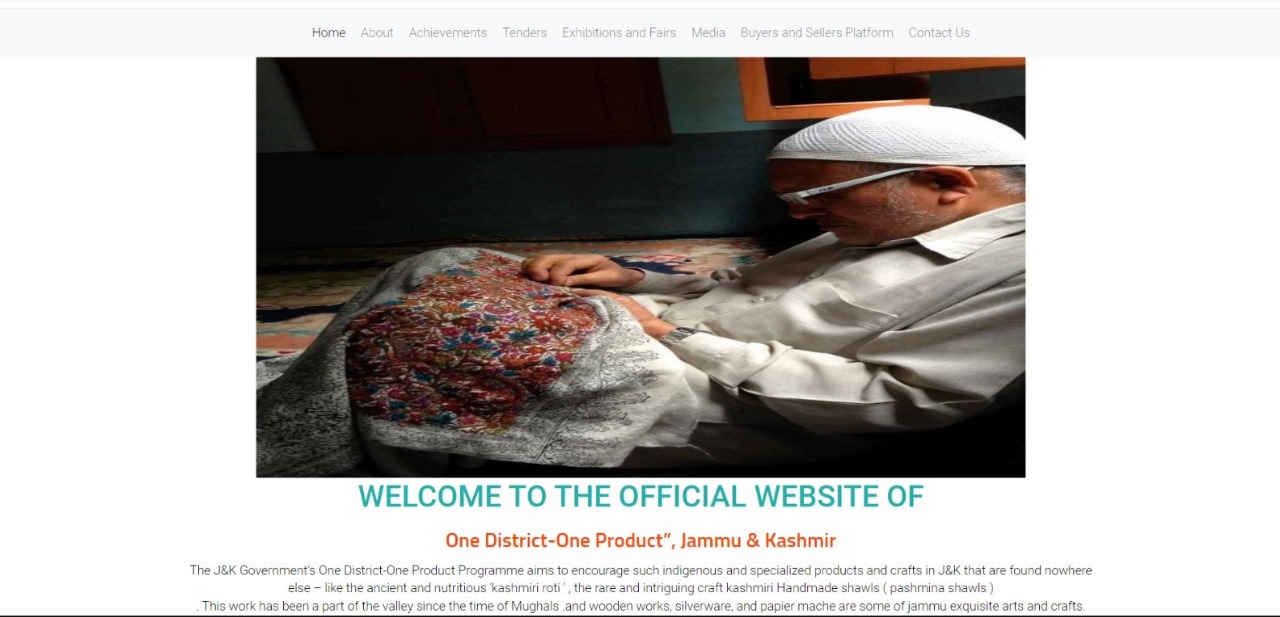 Home About Achievements Tenders Exhibitions and Fairs Media Buyers and Sellers Platform Contact Us
WELCOME TO THE OFFICIAL WEBSITE OF
One District-One Product”, Jammu & Kashmir
The J&K Government’s One District-One Product Programme aims to encourage such indigenous and specialized products and crafts in J&K that are found nowhere
else – like the ancient and nutritious 'kashmiri roti ' , the rare and intriguing craft kashmiri Handmade shawls ( pashmina shawls )
. This work has been a part of the valley since the time of Mughals .and wooden works, silverware, and papier mache are some of jammu exquisite arts and crafts.